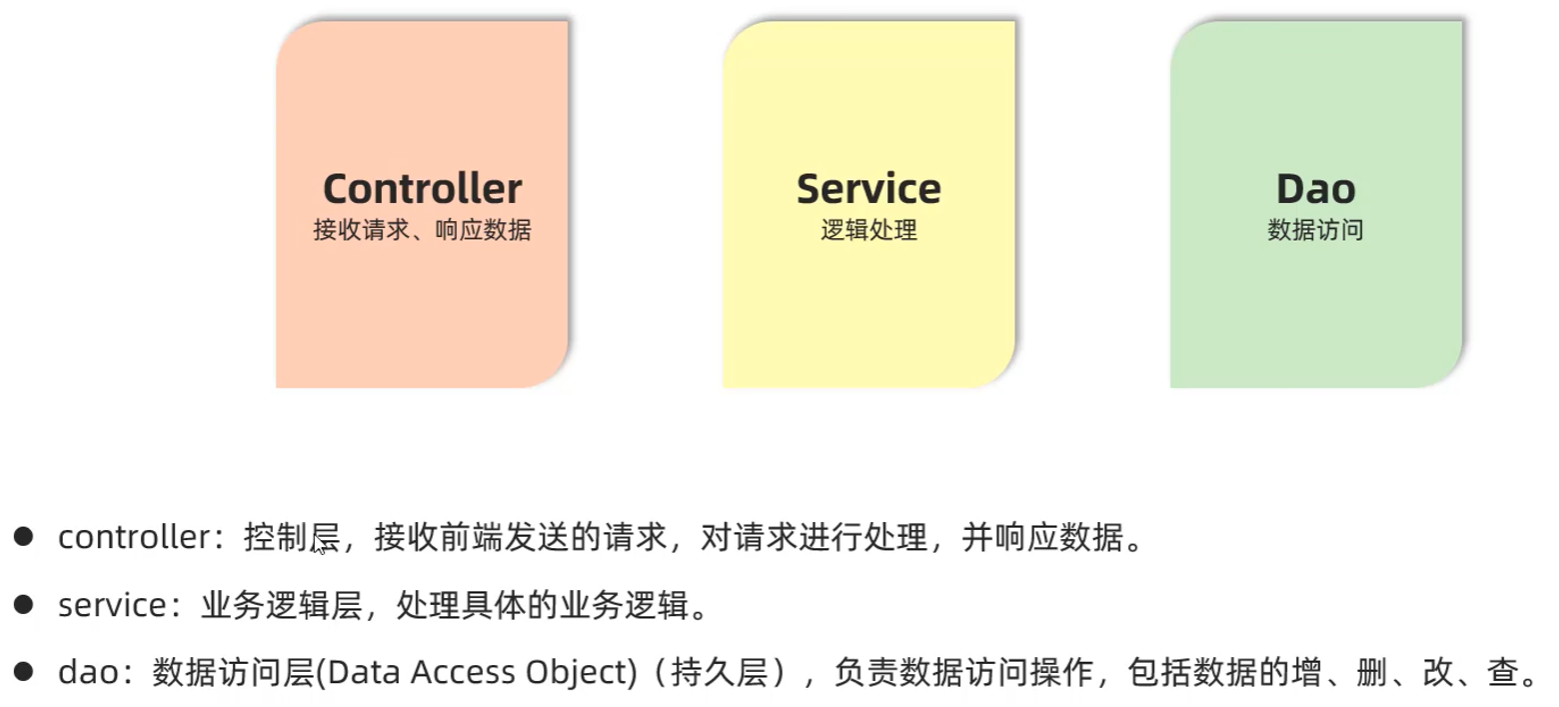 Controller
接收请求、响应数据
Service
逻辑处理
Dao
数据访问
controller：控制层，接收前端发送的请求，对请求进行处理，并响应数据。
service：业务逻辑层，处理具体的业务逻辑。
dao：数据访问层(Data Access Object)（持久层），负责数据访问操作，包括数据的增、删、改、查。